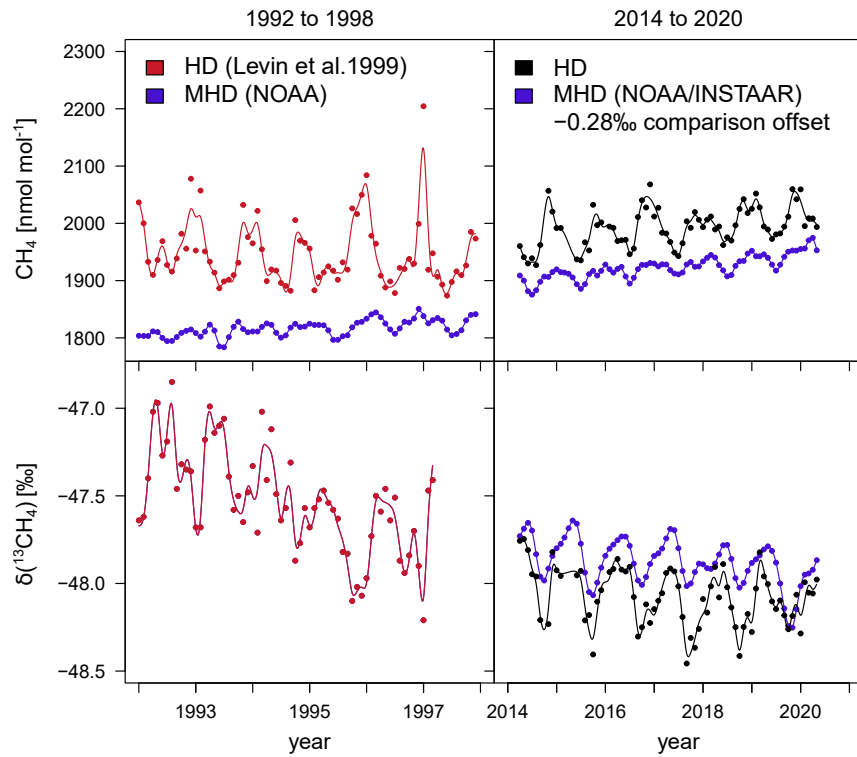 1992 to 1998
2014 to 2020
2300
2200
2100
2000
1900
1800
CH₄ [nmol mol⁻¹]
HD (Levin et al.1999)
MHD (NOAA)
HD
MHD (NOAA/INSTAAR)
−0.28‰ comparison offset
−47.0
−47.5
−48.0
−48.5
δ(¹³CH₄) [‰]
1993
1995
1997
2014
2016
2018
2020
year
year